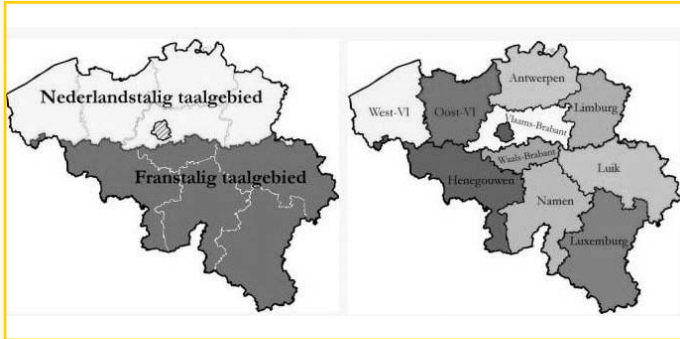 Nederlandstalig taalgebied
Franstalig taalgebied
Antwerpen
West-Vl
Oost-Vl
Limburg
Vlaams-Brabant
Waals-Brabant
Henegouwen
Luik
Namen
Luxemburg